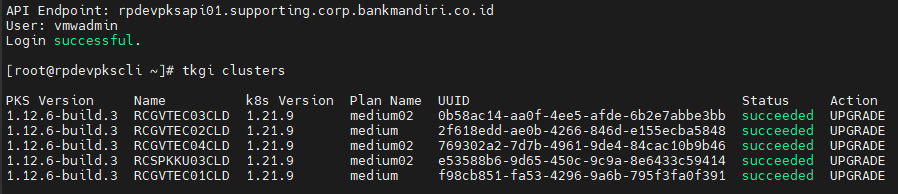 API Endpoint: rpdevpksapi01.supporting.corp.bankmandiri.co.id
User: vmwadmin
Login successful.
[root@rpdevpkscli ~]# tkgi clusters
PKS Version Name k8s Version Plan Name UUID Status Action
1.12.6-build.3 RCGVTEC03CLD 1.21.9 medium02 0b58ac14-aa0f-4ee5-afde-6b2e7abbe3bb succeeded UPGRADE
1.12.6-build.3 RCGVTEC02CLD 1.21.9 medium 2f618edd-ae0b-4266-846d-e155ecba5848 succeeded UPGRADE
1.12.6-build.3 RCGVTEC04CLD 1.21.9 medium02 769302a2-7d7b-4961-9de4-84cac10b9b46 succeeded UPGRADE
1.12.6-build.3 RCSPKKU03CLD 1.21.9 medium02 e53588b6-9d65-450c-9c9a-8e6433c59414 succeeded UPGRADE
1.12.6-build.3 RCGVTEC01CLD 1.21.9 medium f98cb851-fa53-4296-9a6b-795f3fa0f391 succeeded UPGRADE